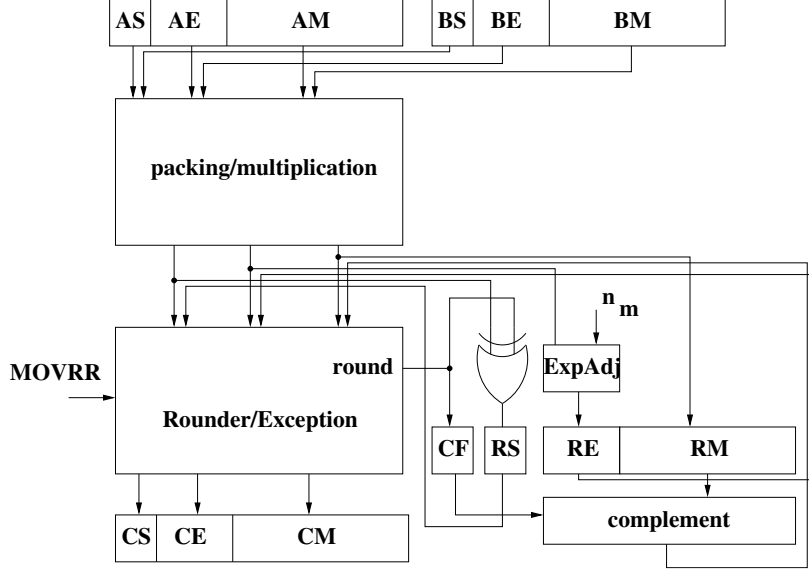 AS AE AM BS BE BM
packing/multiplication
n m
round
ExpAdj
MOVRR
Rounder/Exception
CF RS RE RM
CS CE CM
complement